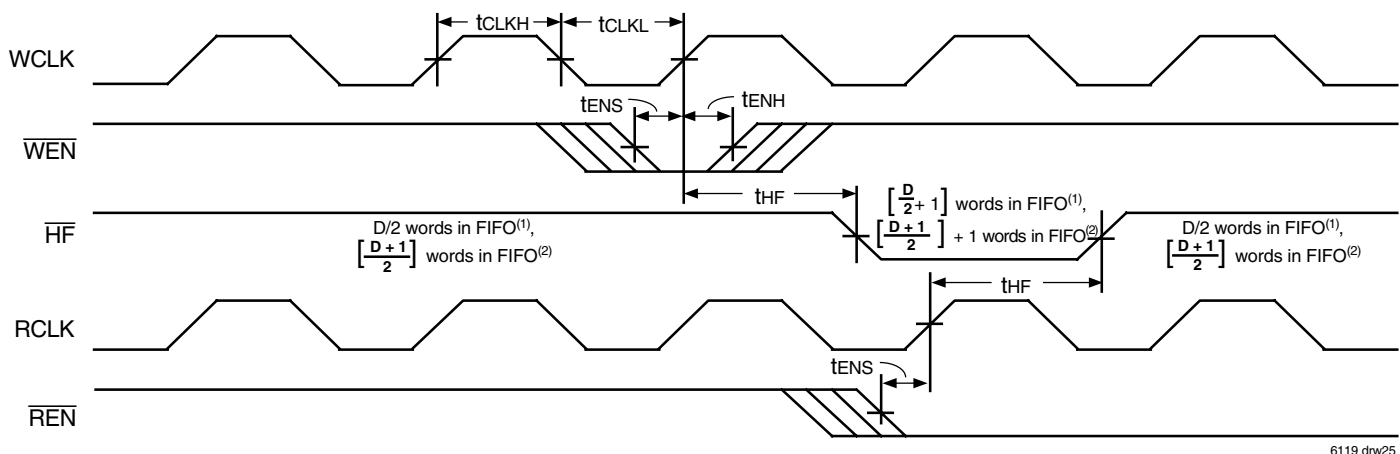 tCLKH tCLKL
WCLK
tENS tENH
WEN
tHF
[D/2 + 1] words in FIFO(1),
[D + 1/2] + 1 words in FIFO(2)
HF
D/2 words in FIFO(1),
[D + 1/2] words in FIFO(2)
D/2 words in FIFO(1),
[D + 1/2] words in FIFO(2)
tHF
RCLK
tENS
REN
6119 drw25